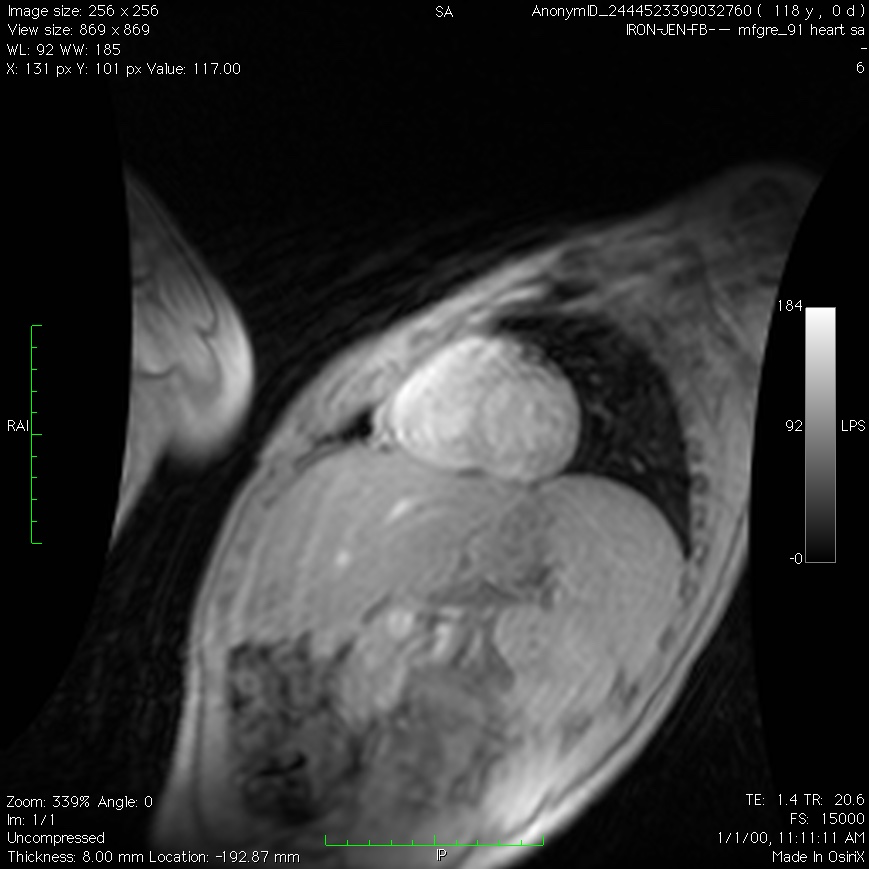 Image size: 256 x 256
View size: 869 x 869
WL: 92 WW: 185
X: 131 px Y: 101 px Value: 117.00
SA
AnonymID_2444523399032760 ( 118 y, 0 d )
IRON-JEN-FB-— mfgre_91 heart sa
-
6
184
RAI
92
LPS
-0
Zoom: 339% Angle: 0
Im: 1/1
Uncompressed
Thickness: 8.00 mm Location: -192.87 mm
IP
TE: 1.4 TR: 20.6
FS: 15000
1/1/00, 11:11:11 AM
Made In OsiriX